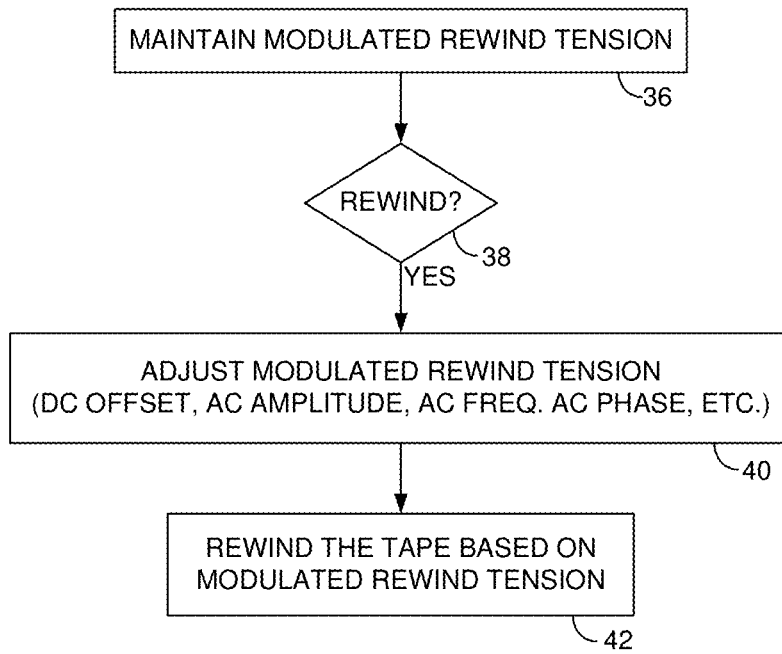 MAINTAIN MODULATED REWIND TENSION
36
REWIND?
38
YES
ADJUST MODULATED REWIND TENSION
(DC OFFSET, AC AMPLITUDE, AC FREQ. AC PHASE, ETC.)
40
REWIND THE TAPE BASED ON
MODULATED REWIND TENSION
42